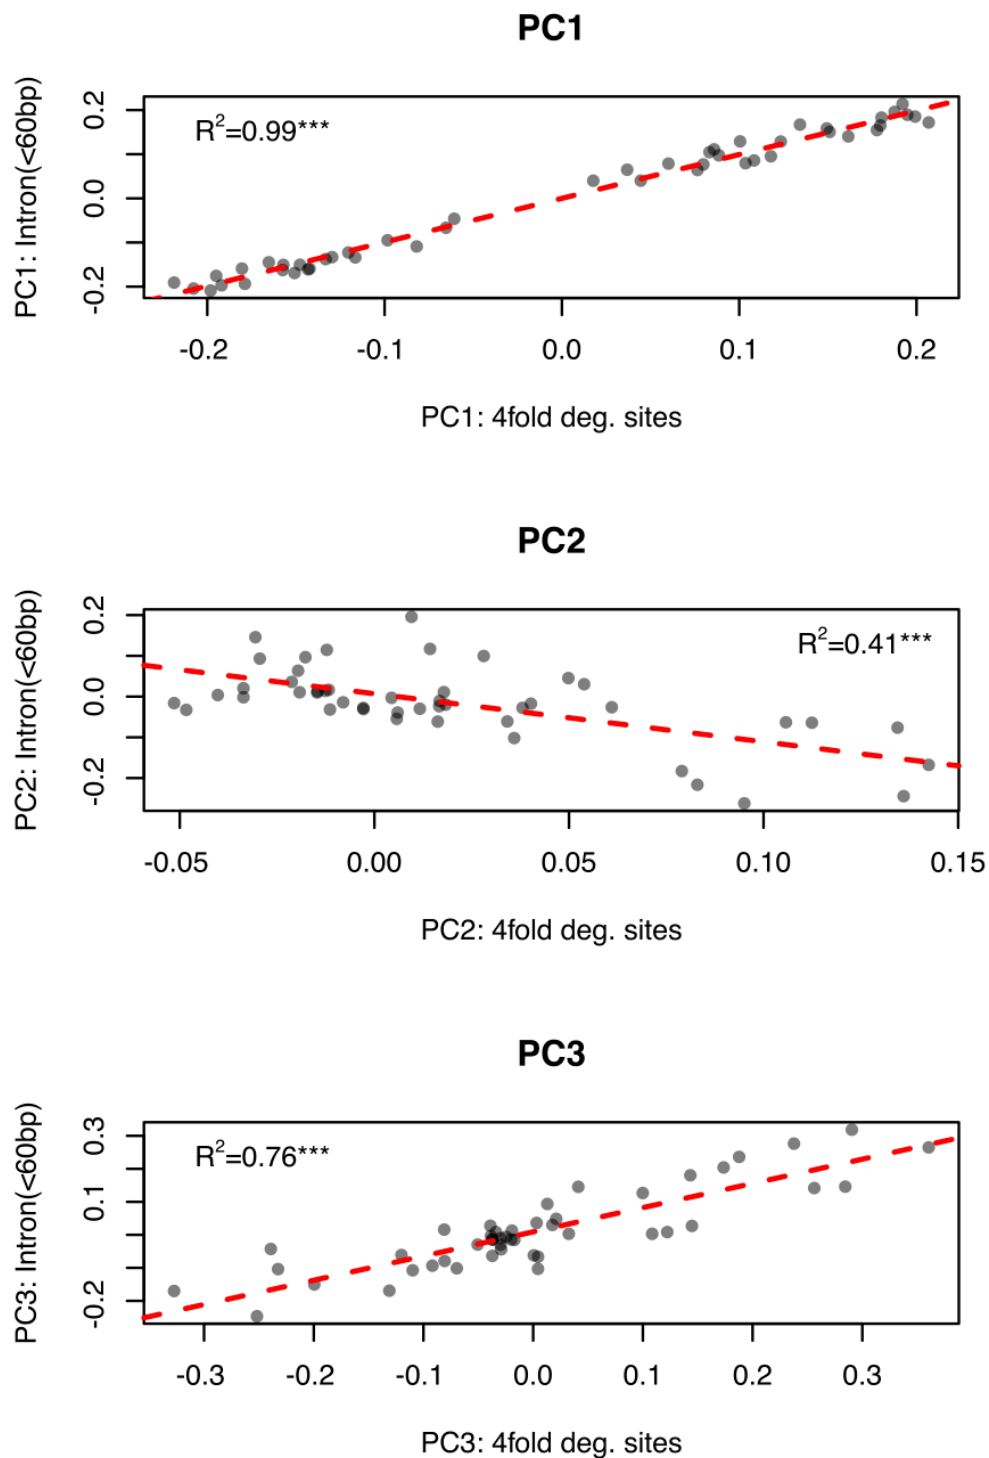 PC1
R²=0.99***
PC1: Intron(<60bp)
0.2
0.0
-0.2
-0.2 -0.1 0.0 0.1 0.2
PC1: 4fold deg. sites
PC2
R²=0.41***
PC2: Intron(<60bp)
0.2
0.0
-0.2
-0.05 0.00 0.05 0.10 0.15
PC2: 4fold deg. sites
PC3
R²=0.76***
PC3: Intron(<60bp)
0.3
0.1
-0.2
-0.3 -0.2 -0.1 0.0 0.1 0.2 0.3
PC3: 4fold deg. sites